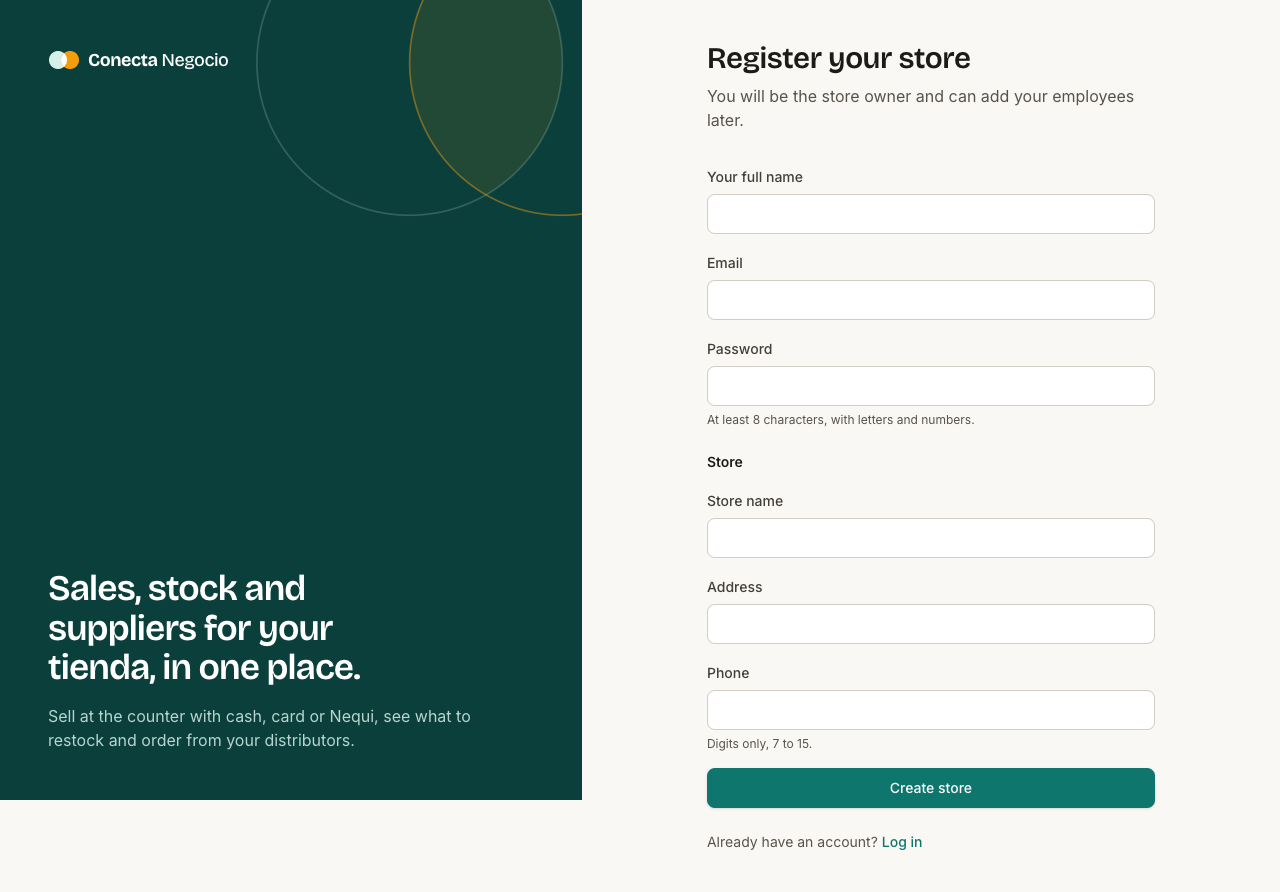 Conecta Negocio
Sales, stock and
suppliers for your
tienda, in one place.
Sell at the counter with cash, card or Nequi, see what to
restock and order from your distributors.
Register your store
You will be the store owner and can add your employees
later.
Your full name
Email
Password
At least 8 characters, with letters and numbers.
Store
Store name
Address
Phone
Digits only, 7 to 15.
Create store
Already have an account? Log in